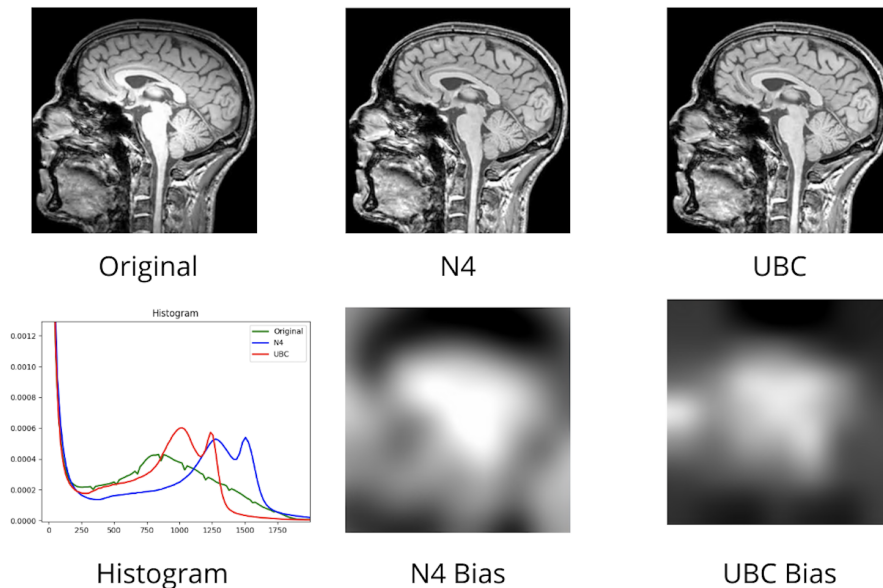 Original
N4
UBC
Histogram
Original
N4
UBC
0.0012
0.0010
0.0008
0.0006
0.0004
0.0002
0.0000
0
250
500
750
1000
1250
1500
1750
Histogram
N4 Bias
UBC Bias